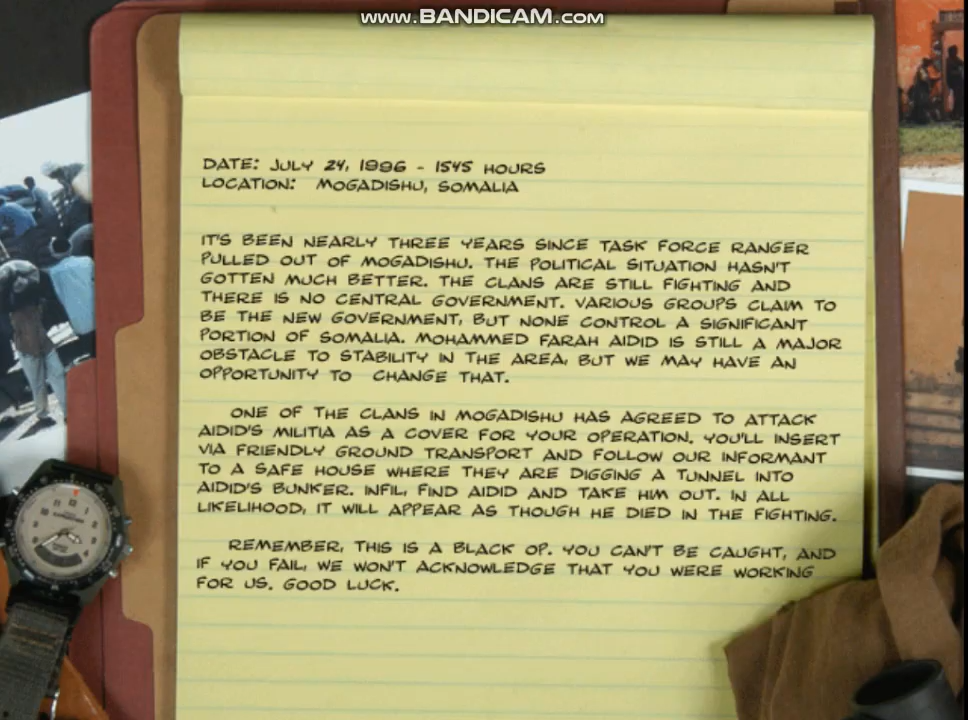 WWW.BANDICAM.COM
DATE: JULY 24, 1996 - 1545 HOURS
LOCATION: MOGADISHU, SOMALIA
IT'S BEEN NEARLY THREE YEARS SINCE TASK FORCE RANGER
PULLED OUT OF MOGADISHU. THE POLITICAL SITUATION HASN'T
GOTTEN MUCH BETTER. THE CLANS ARE STILL FIGHTING AND
THERE IS NO CENTRAL GOVERNMENT. VARIOUS GROUPS CLAIM TO
BE THE NEW GOVERNMENT, BUT NONE CONTROL A SIGNIFICANT
PORTION OF SOMALIA. MOHAMMED FARAH AIDID IS STILL A MAJOR
OBSTACLE TO STABILITY IN THE AREA, BUT WE MAY HAVE AN
OPPORTUNITY TO CHANGE THAT.
ONE OF THE CLANS IN MOGADISHU HAS AGREED TO ATTACK
AIDID'S MILITIA AS A COVER FOR YOUR OPERATION. YOU'LL INSERT
VIA FRIENDLY GROUND TRANSPORT AND FOLLOW OUR INFORMANT
TO A SAFE HOUSE WHERE THEY ARE DIGGING A TUNNEL INTO
AIDID'S BUNKER. INFIL, FIND AIDID AND TAKE HIM OUT. IN ALL
LIKELIHOOD, IT WILL APPEAR AS THOUGH HE DIED IN THE FIGHTING.
REMEMBER, THIS IS A BLACK OP. YOU CAN'T BE CAUGHT, AND
IF YOU FAIL, WE WON'T ACKNOWLEDGE THAT YOU WERE WORKING
FOR US. GOOD LUCK.